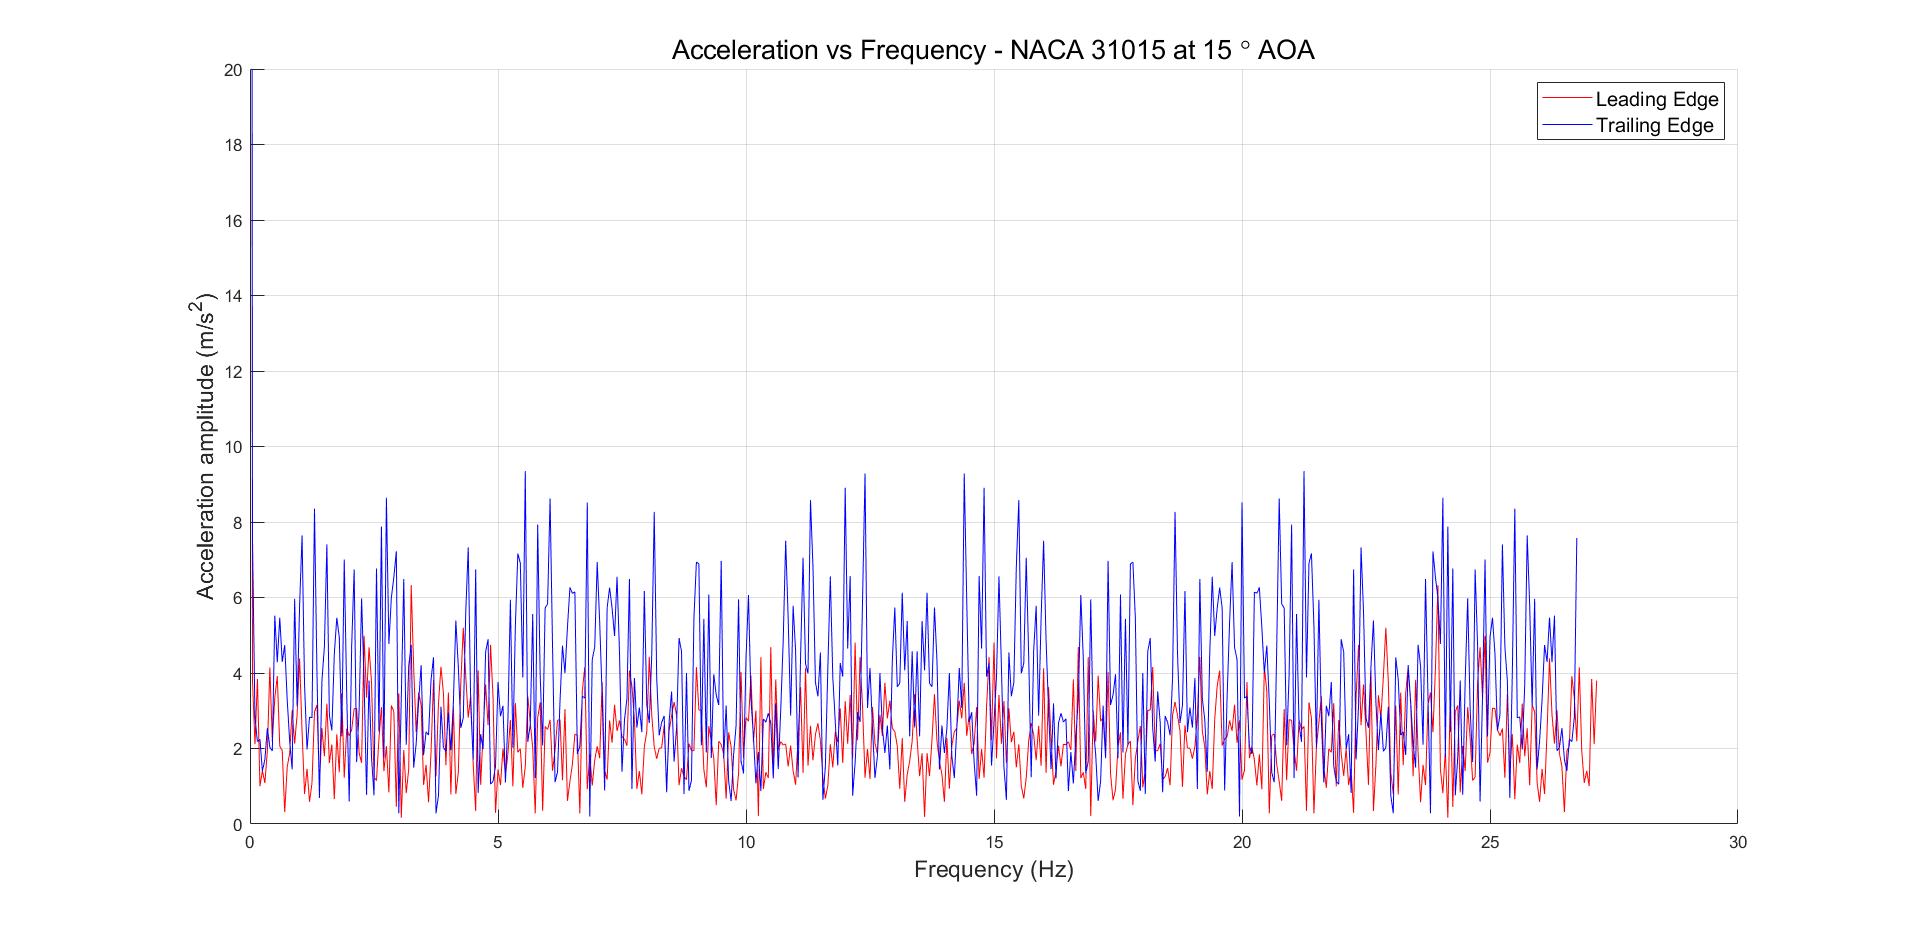 Acceleration vs Frequency - NACA 31015 at 15 ° AOA
Leading Edge
Trailing Edge
Acceleration amplitude (m/s²)
20
18
16
14
12
10
8
6
4
2
0
0 5 10 15 20 25 30
Frequency (Hz)